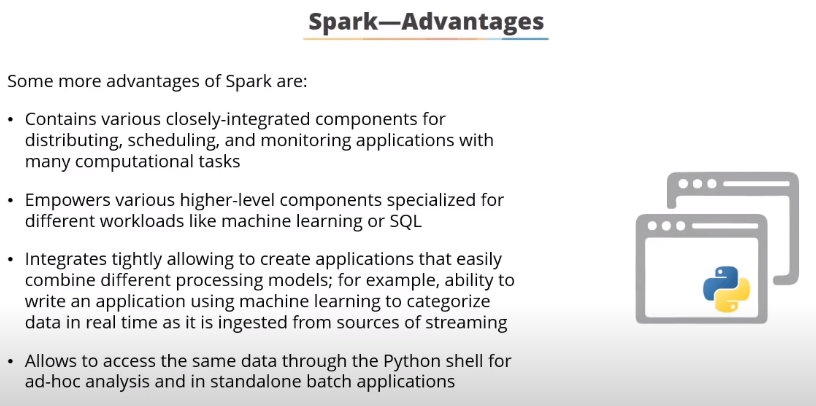 Spark—Advantages
Some more advantages of Spark are:
• Contains various closely-integrated components for
distributing, scheduling, and monitoring applications with
many computational tasks
• Empowers various higher-level components specialized for
different workloads like machine learning or SQL
• Integrates tightly allowing to create applications that easily
combine different processing models; for example, ability to
write an application using machine learning to categorize
data in real time as it is ingested from sources of streaming
• Allows to access the same data through the Python shell for
ad-hoc analysis and in standalone batch applications